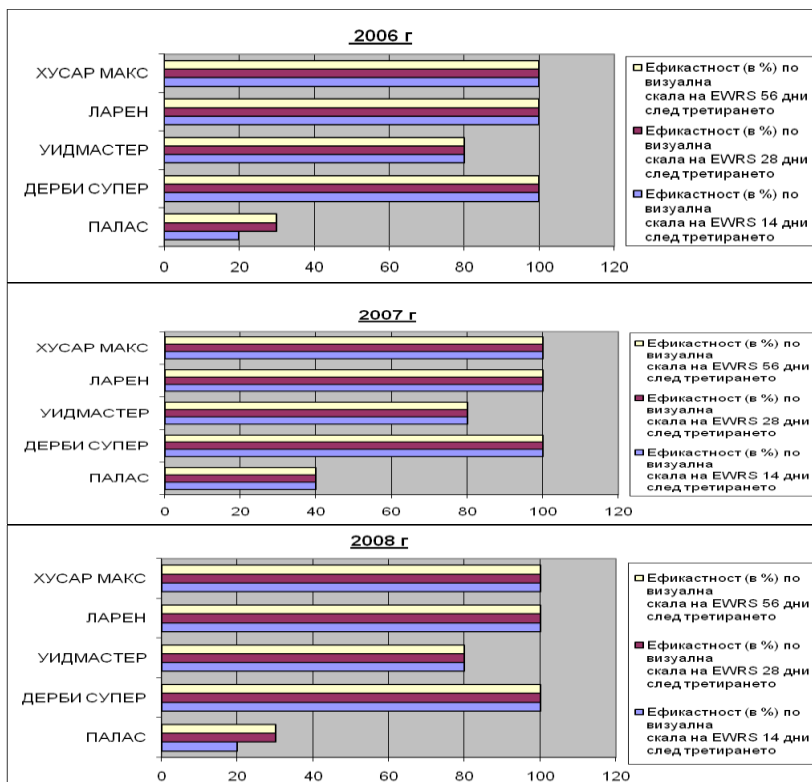 2006 г
ХУСАР МАКС
ЛАРЕН
УИДМАСТЕР
ДЕРБИ СУПЕР
ПАЛАС
0 20 40 60 80 100 120
Ефикастност (в %) по
визуална
скала на EWRS 56 дни
след третирането
Ефикастност (в %) по
визуална
скала на EWRS 28 дни
след третирането
Ефикастност (в %) по
визуална
скала на EWRS 14 дни
след третирането
2007 г
ХУСАР МАКС
ЛАРЕН
УИДМАСТЕР
ДЕРБИ СУПЕР
ПАЛАС
0 20 40 60 80 100 120
Ефикастност (в %) по
визуална
скала на EWRS 56 дни
след третирането
Ефикастност (в %) по
визуална
скала на EWRS 28 дни
след третирането
Ефикастност (в %) по
визуална
скала на EWRS 14 дни
след третирането
2008 г
ХУСАР МАКС
ЛАРЕН
УИДМАСТЕР
ДЕРБИ СУПЕР
ПАЛАС
0 20 40 60 80 100 120
Ефикастност (в %) по
визуална
скала на EWRS 56 дни
след третирането
Ефикастност (в %) по
визуална
скала на EWRS 28 дни
след третирането
Ефикастност (в %) по
визуална
скала на EWRS 14 дни
след третирането